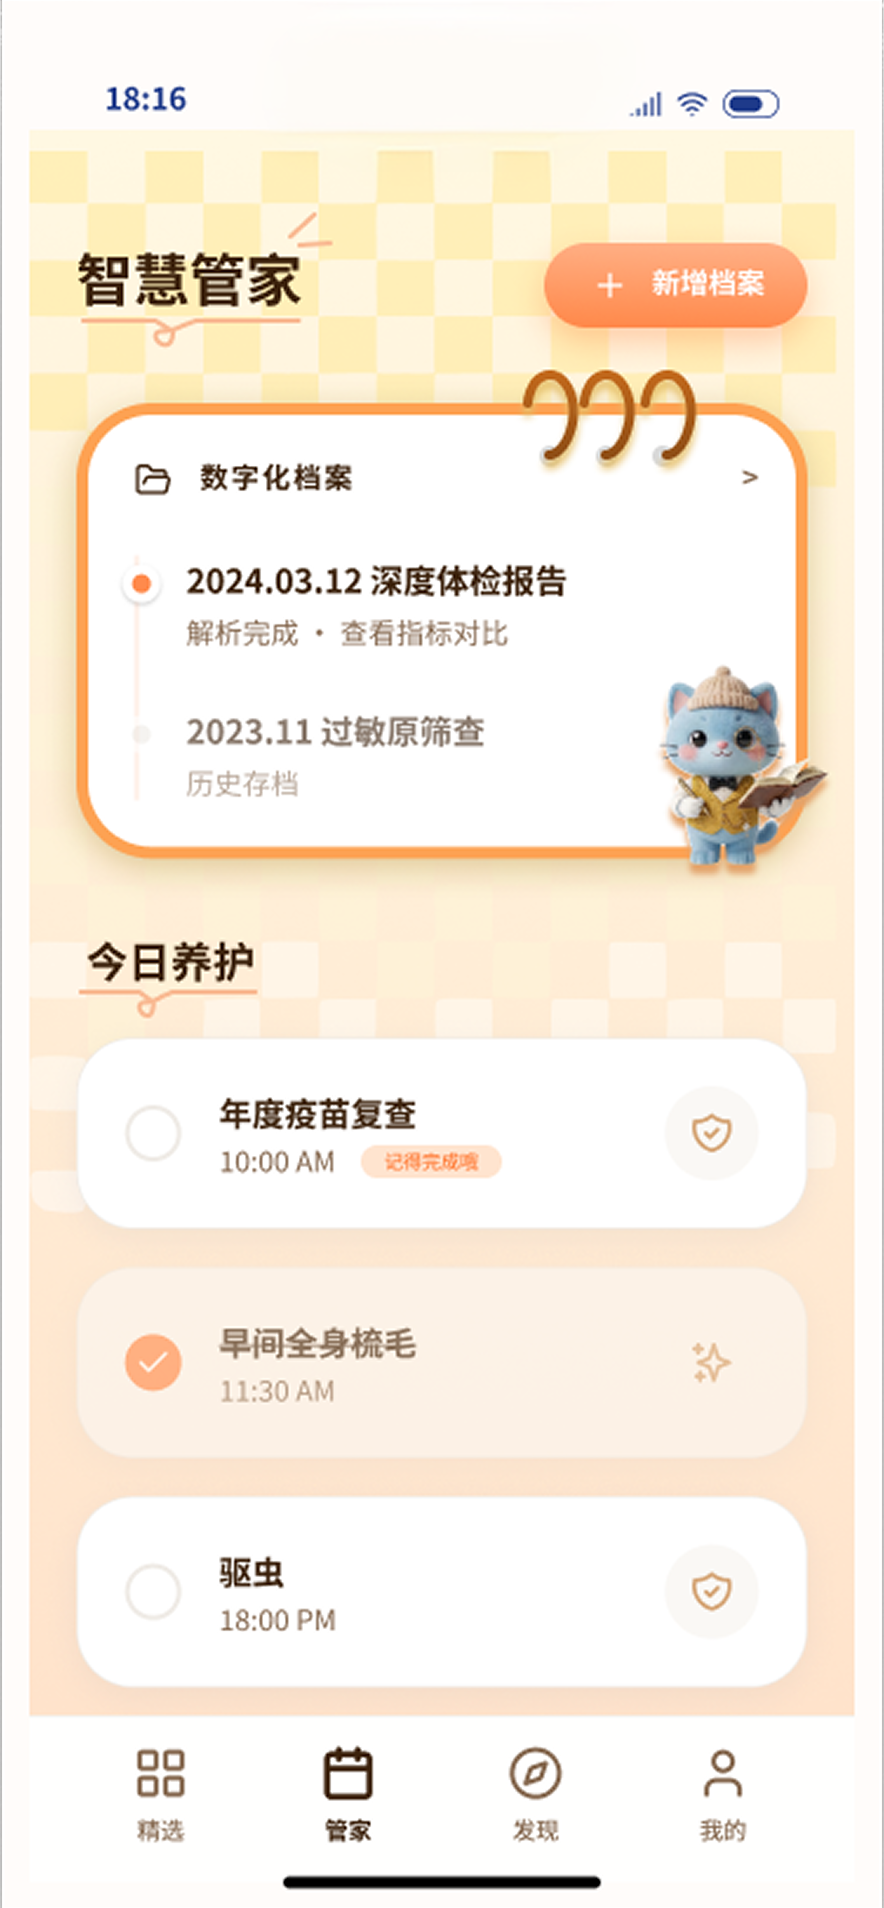 18:16
智慧管家
+ 新增档案
数字化档案 >
2024.03.12 深度体检报告
解析完成 · 查看指标对比
2023.11 过敏原筛查
历史存档
今日养护
年度疫苗复查
10:00 AM 记得完成哦
早间全身梳毛
11:30 AM
驱虫
18:00 PM
精选 管家 发现 我的